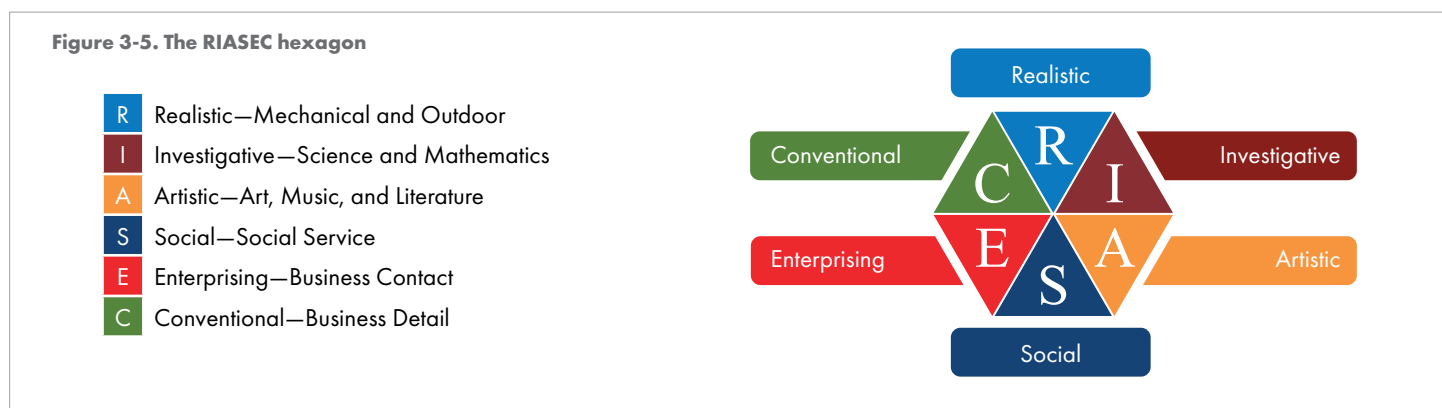 Figure 3-5. The RIASEC hexagon
R Realistic—Mechanical and Outdoor
I Investigative—Science and Mathematics
A Artistic—Art, Music, and Literature
S Social—Social Service
E Enterprising—Business Contact
C Conventional—Business Detail
Realistic
Conventional
Investigative
Enterprising
Artistic
Social
R
C
I
E
A
S